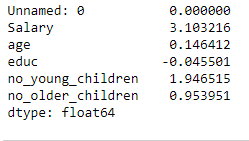 Unnamed: 0 0.000000
Salary 3.103216
age 0.146412
educ -0.045501
no_young_children 1.946515
no_older_children 0.953951
dtype: float64